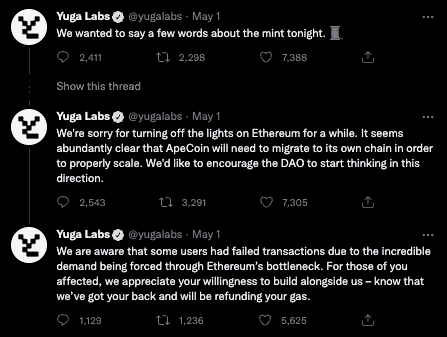 Yuga Labs @yugalabs · May 1
We wanted to say a few words about the mint tonight. 🧵
2,411 2,298 7,388
Show this thread
Yuga Labs @yugalabs · May 1
We're sorry for turning off the lights on Ethereum for a while. It seems
abundantly clear that ApeCoin will need to migrate to its own chain in order
to properly scale. We'd like to encourage the DAO to start thinking in this
direction.
2,543 3,291 7,305
Yuga Labs @yugalabs · May 1
We are aware that some users had failed transactions due to the incredible
demand being forced through Ethereum's bottleneck. For those of you
affected, we appreciate your willingness to build alongside us – know that
we've got your back and will be refunding your gas.
1,129 1,236 5,625